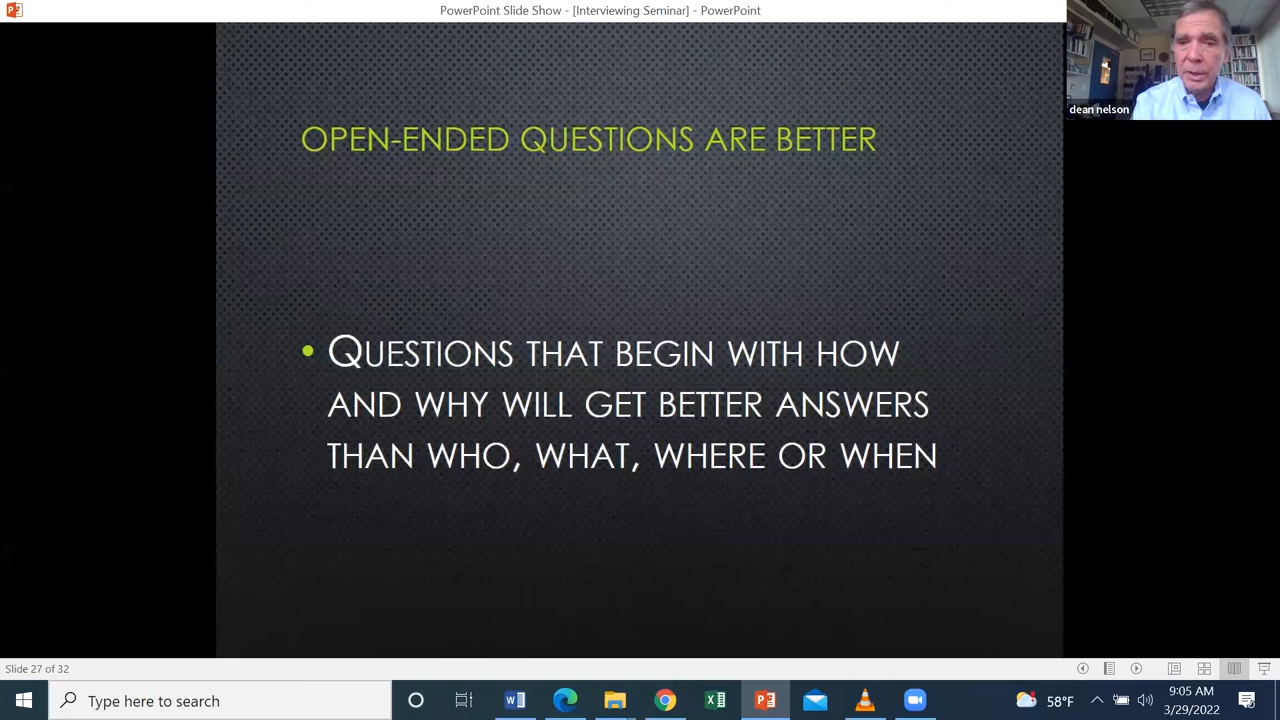 PowerPoint Slide Show - [Interviewing Seminar] - PowerPoint
dean nelson
OPEN-ENDED QUESTIONS ARE BETTER
• QUESTIONS THAT BEGIN WITH HOW
AND WHY WILL GET BETTER ANSWERS
THAN WHO, WHAT, WHERE OR WHEN
Slide 27 of 32
Type here to search
58°F
9:05 AM
3/29/2022